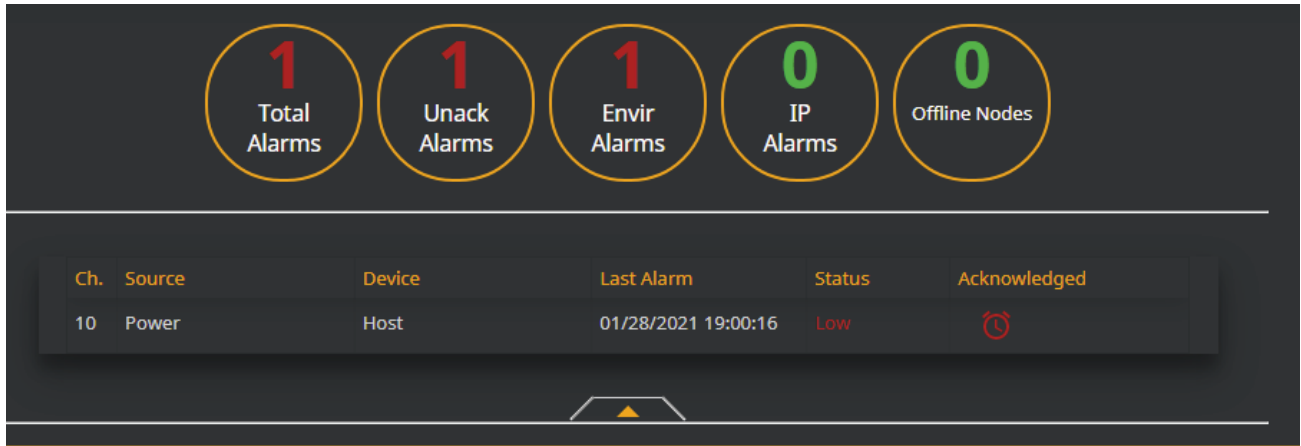 1 1 1 0 0
Total Alarms
Unack Alarms
Envir Alarms
IP Alarms
Offline Nodes
Ch. Source Device Last Alarm Status Acknowledged
10 Power Host 01/28/2021 19:00:16 Low